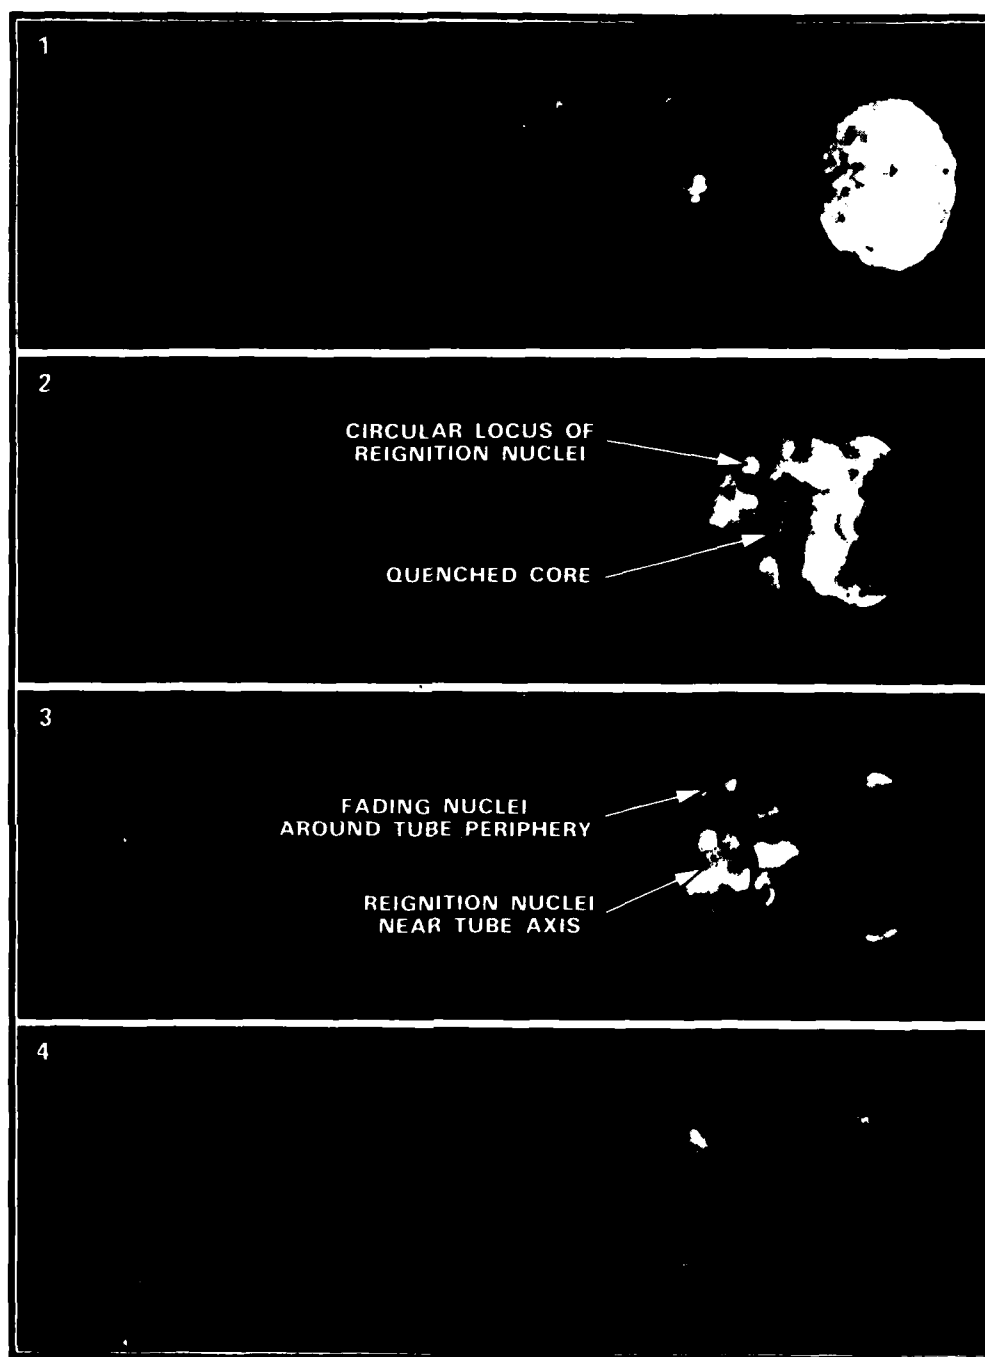 1
2
CIRCULAR LOCUS OF
REIGNITION NUCLEI
QUENCHED CORE
3
FADING NUCLEI
AROUND TUBE PERIPHERY
REIGNITION NUCLEI
NEAR TUBE AXIS
4